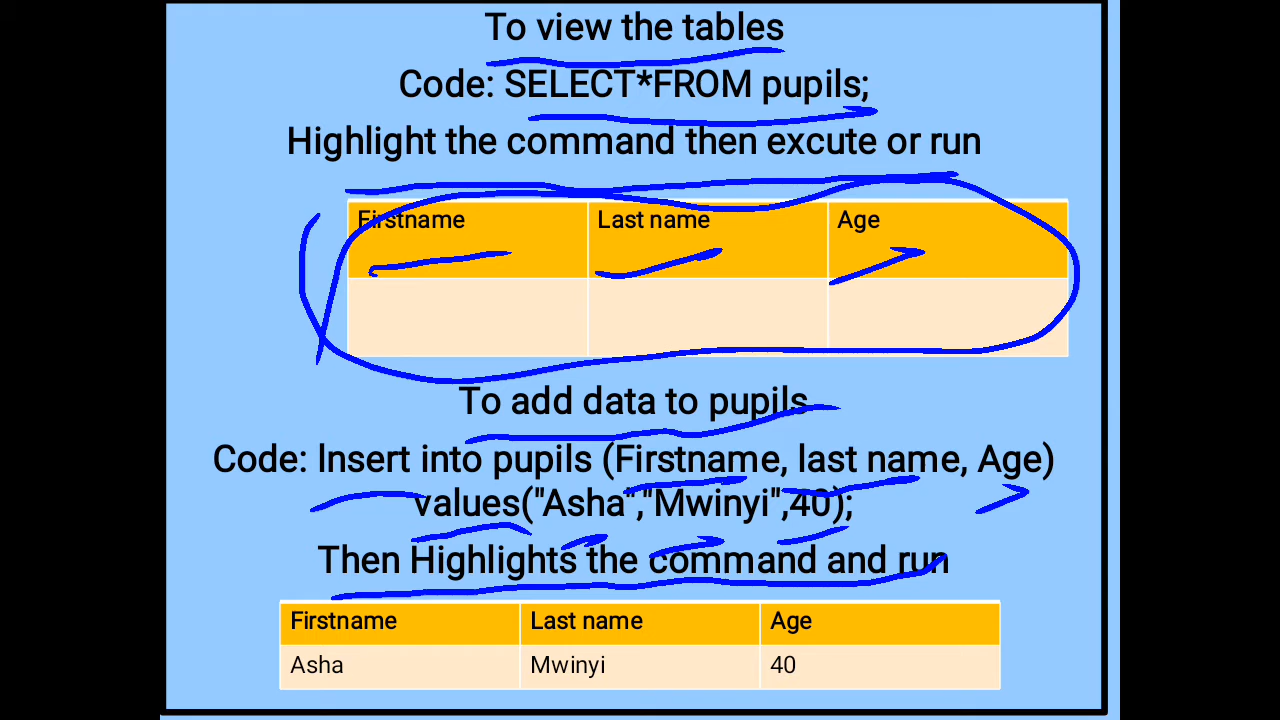 To view the tables
Code: SELECT*FROM pupils;
Highlight the command then excute or run
Firstname Last name Age
To add data to pupils
Code: Insert into pupils (Firstname, last name, Age)
values("Asha","Mwinyi",40);
Then Highlights the command and run
Firstname Last name Age
Asha Mwinyi 40